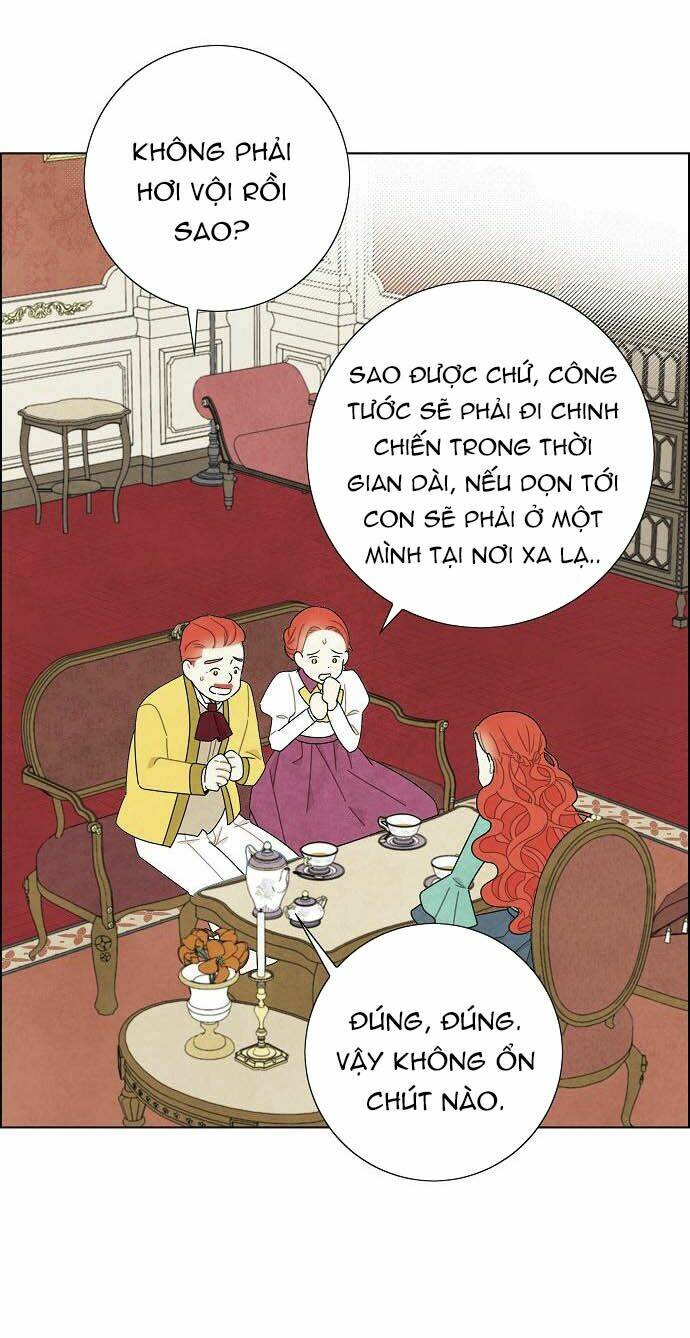 KHÔNG PHẢI
HƠI VỘI RỒI
SAO?
SAO ĐƯỢC CHỨ, CÔNG
TƯỚC SẼ PHẢI ĐI CHINH
CHIẾN TRONG THỜI
GIAN DÀI, NẾU DỌN TỚI
CON SẼ PHẢI Ở MỘT
MÌNH TẠI NƠI XA LẠ..
ĐÚNG, ĐÚNG.
VẬY KHÔNG ỔN
CHÚT NÀO.